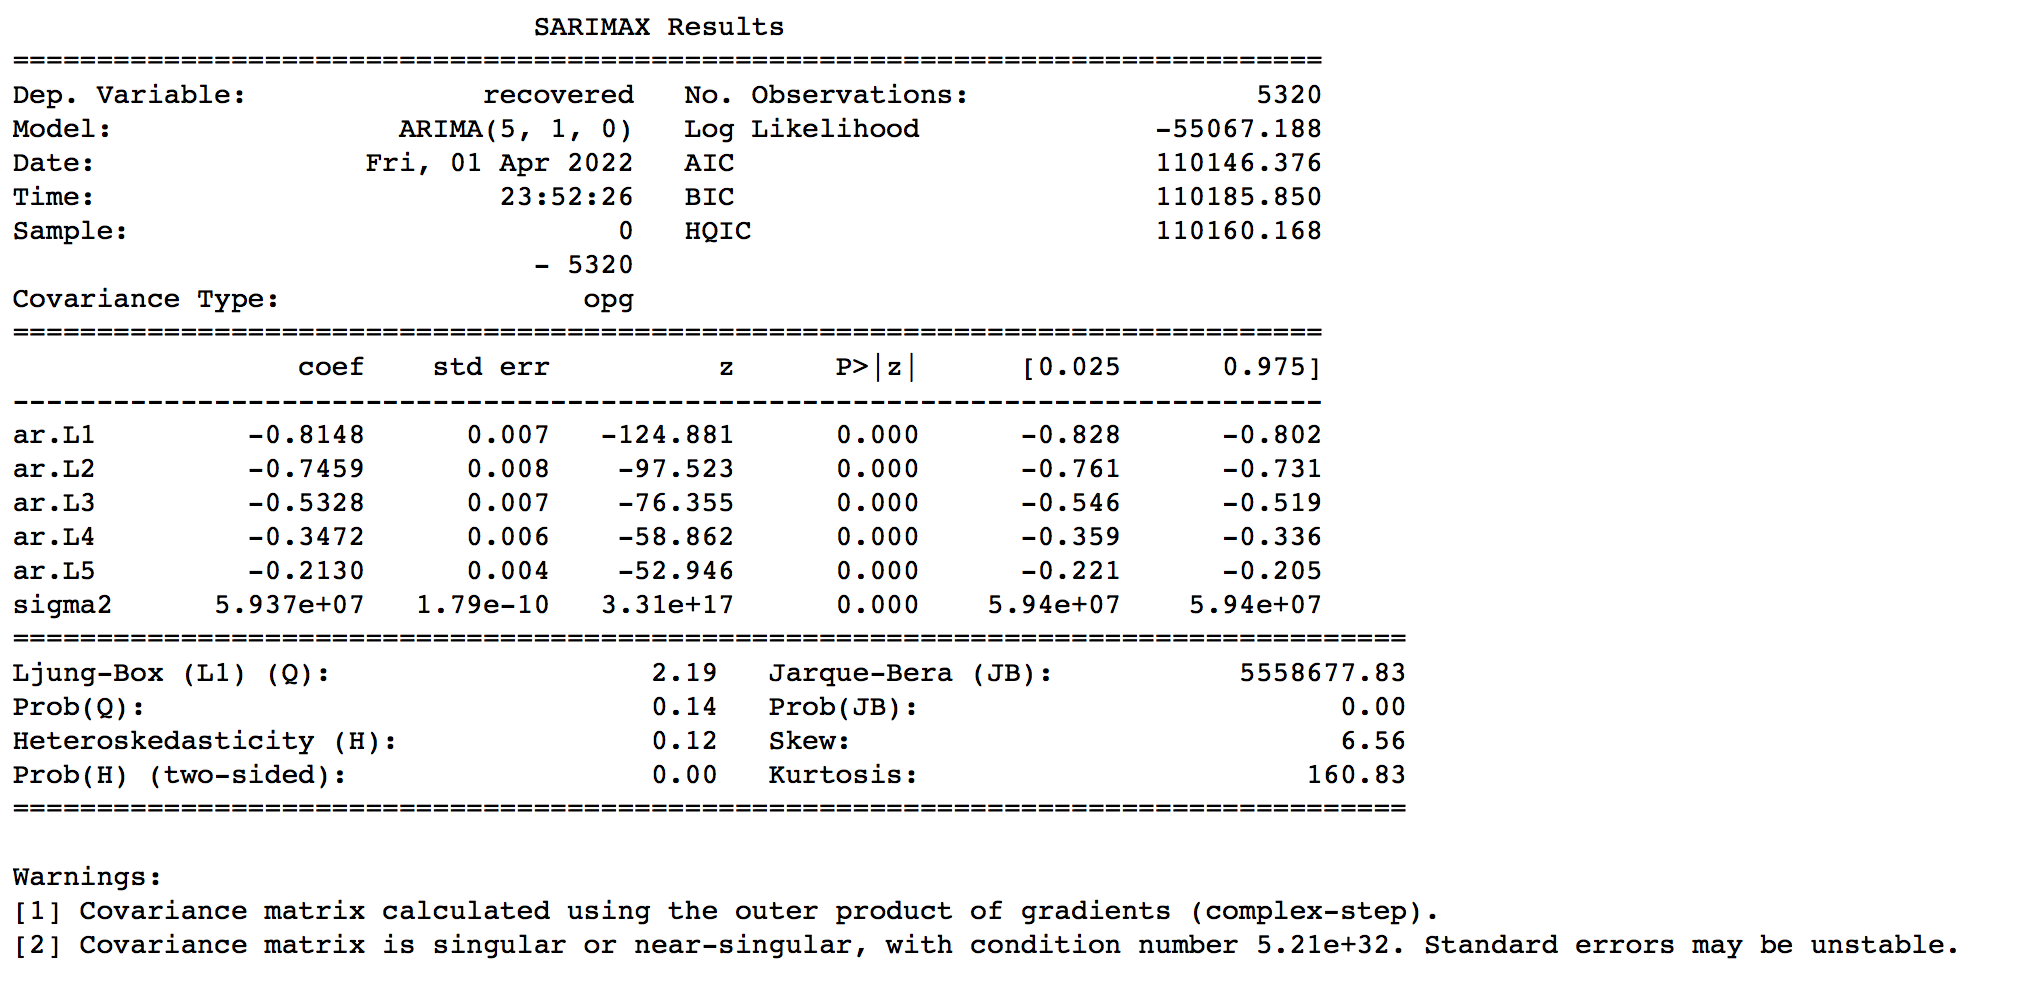 SARIMAX Results
==============================================================================
Dep. Variable:              recovered   No. Observations:                 5320
Model:                 ARIMA(5, 1, 0)   Log Likelihood              -55067.188
Date:                Fri, 01 Apr 2022   AIC                         110146.376
Time:                        23:52:26   BIC                         110185.850
Sample:                             0   HQIC                        110160.168
- 5320
Covariance Type:                  opg
==============================================================================
coef    std err          z      P>|z|      [0.025      0.975]
------------------------------------------------------------------------------
ar.L1         -0.8148      0.007   -124.881      0.000      -0.828      -0.802
ar.L2         -0.7459      0.008    -97.523      0.000      -0.761      -0.731
ar.L3         -0.5328      0.007    -76.355      0.000      -0.546      -0.519
ar.L4         -0.3472      0.006    -58.862      0.000      -0.359      -0.336
ar.L5         -0.2130      0.004    -52.946      0.000      -0.221      -0.205
sigma2      5.937e+07   1.79e-10   3.31e+17      0.000    5.94e+07    5.94e+07
===================================================================================
Ljung-Box (L1) (Q):                   2.19   Jarque-Bera (JB):           5558677.83
Prob(Q):                              0.14   Prob(JB):                         0.00
Heteroskedasticity (H):               0.12   Skew:                             6.56
Prob(H) (two-sided):                  0.00   Kurtosis:                       160.83
===================================================================================
Warnings:
[1] Covariance matrix calculated using the outer product of gradients (complex-step).
[2] Covariance matrix is singular or near-singular, with condition number 5.21e+32. Standard errors may be unstable.